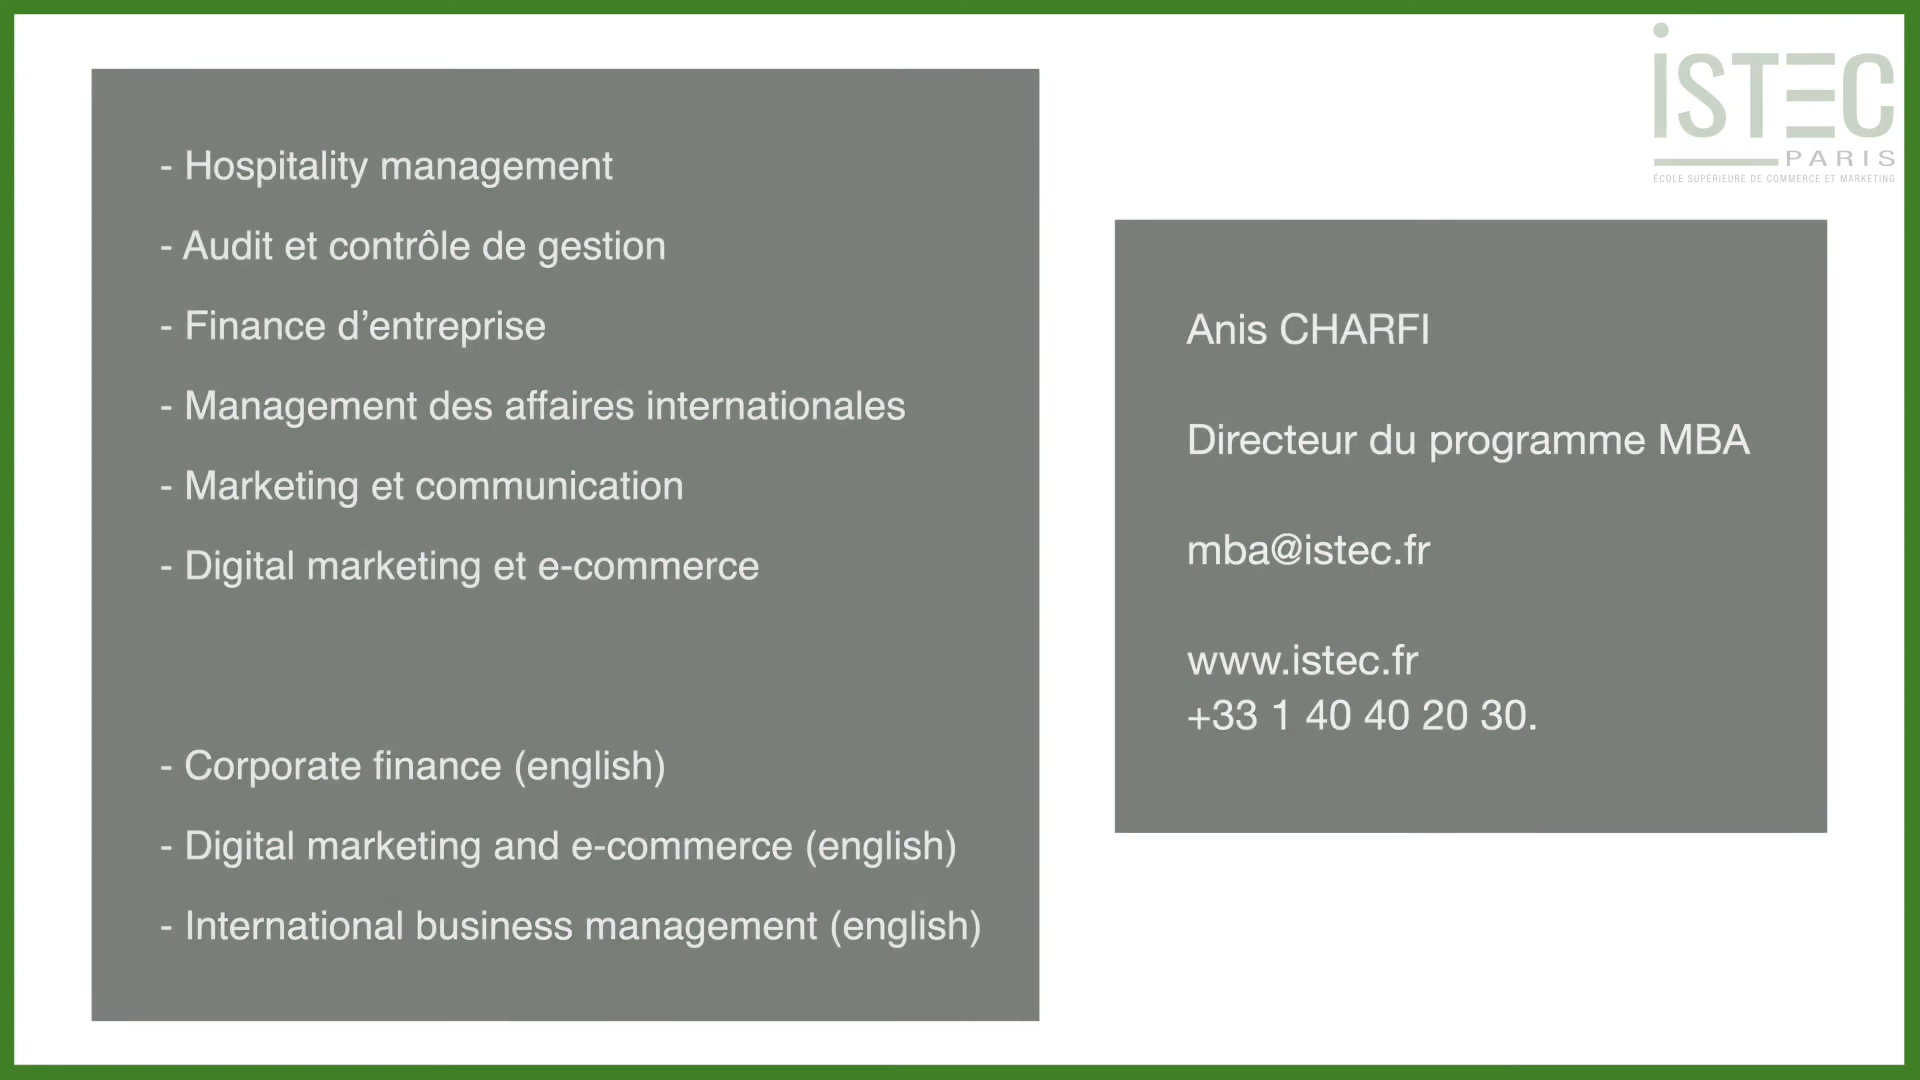 - Hospitality management
- Audit et contrôle de gestion
- Finance d’entreprise
- Management des affaires internationales
- Marketing et communication
- Digital marketing et e-commerce
- Corporate finance (english)
- Digital marketing and e-commerce (english)
- International business management (english)
iSTEC
PARIS
ÉCOLE SUPÉRIEURE DE COMMERCE ET MARKETING
Anis CHARFI
Directeur du programme MBA
mba@istec.fr
www.istec.fr
+33 1 40 40 20 30.